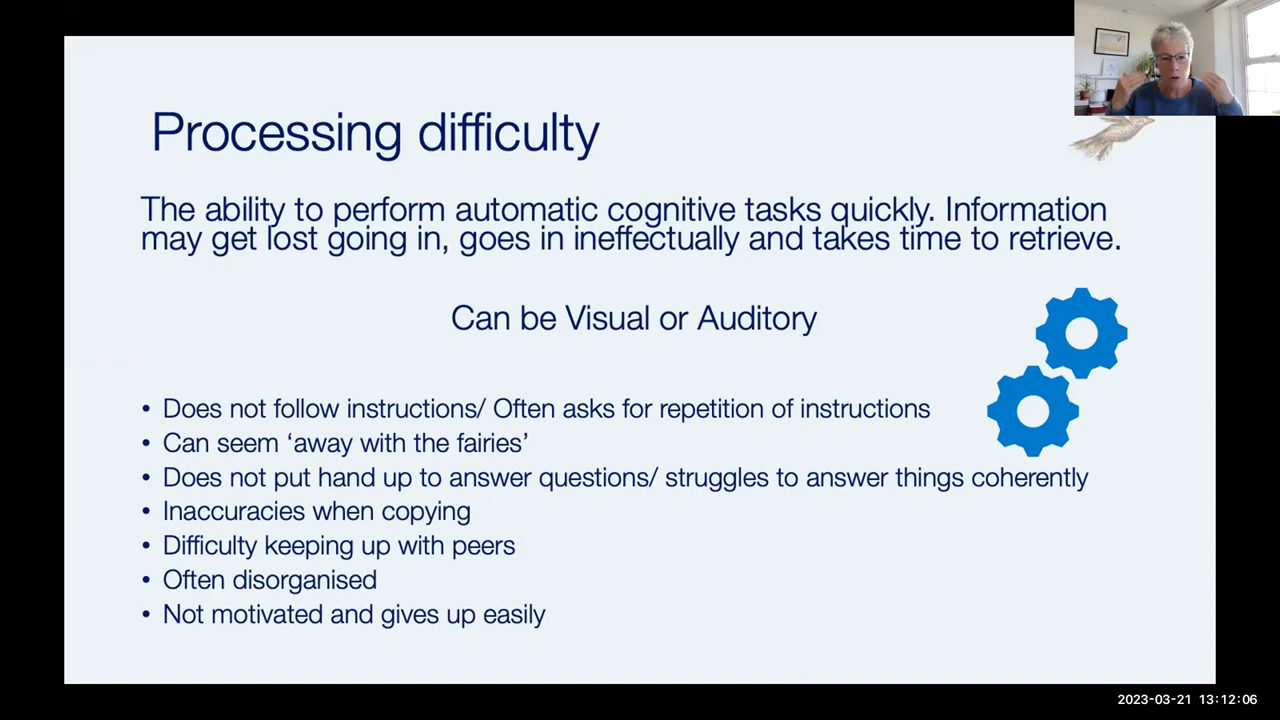 Processing difficulty
The ability to perform automatic cognitive tasks quickly. Information
may get lost going in, goes in ineffectually and takes time to retrieve.
Can be Visual or Auditory
• Does not follow instructions/ Often asks for repetition of instructions
• Can seem ‘away with the fairies’
• Does not put hand up to answer questions/ struggles to answer things coherently
• Inaccuracies when copying
• Difficulty keeping up with peers
• Often disorganised
• Not motivated and gives up easily
2023-03-21 13:12:06